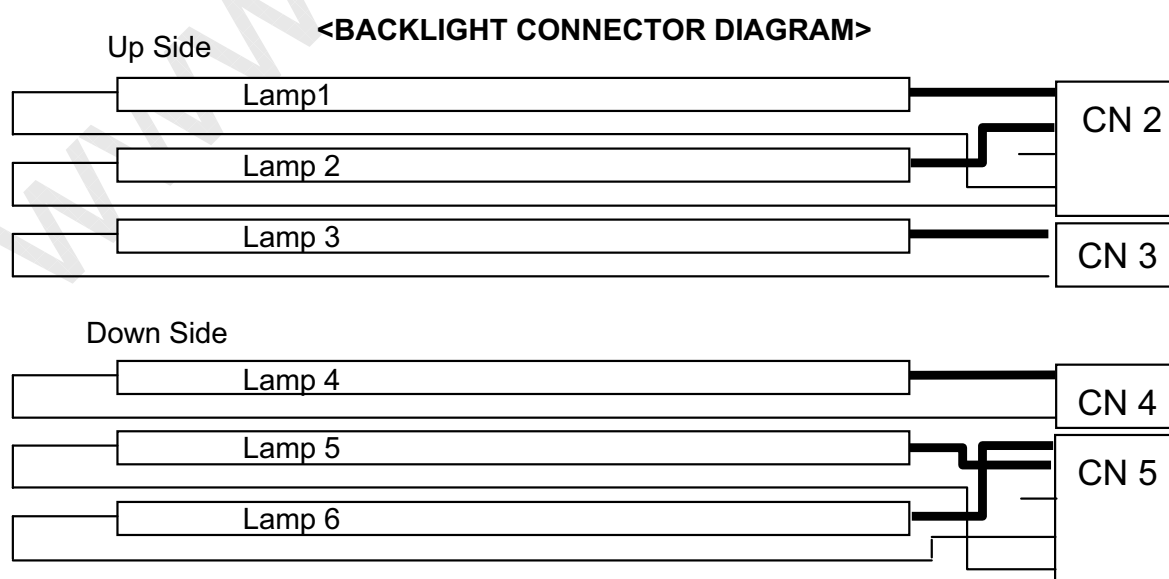 <BACKLIGHT CONNECTOR DIAGRAM>
Up Side
Lamp1
CN 2
Lamp 2
Lamp 3
CN 3
Down Side
Lamp 4
CN 4
Lamp 5
CN 5
Lamp 6